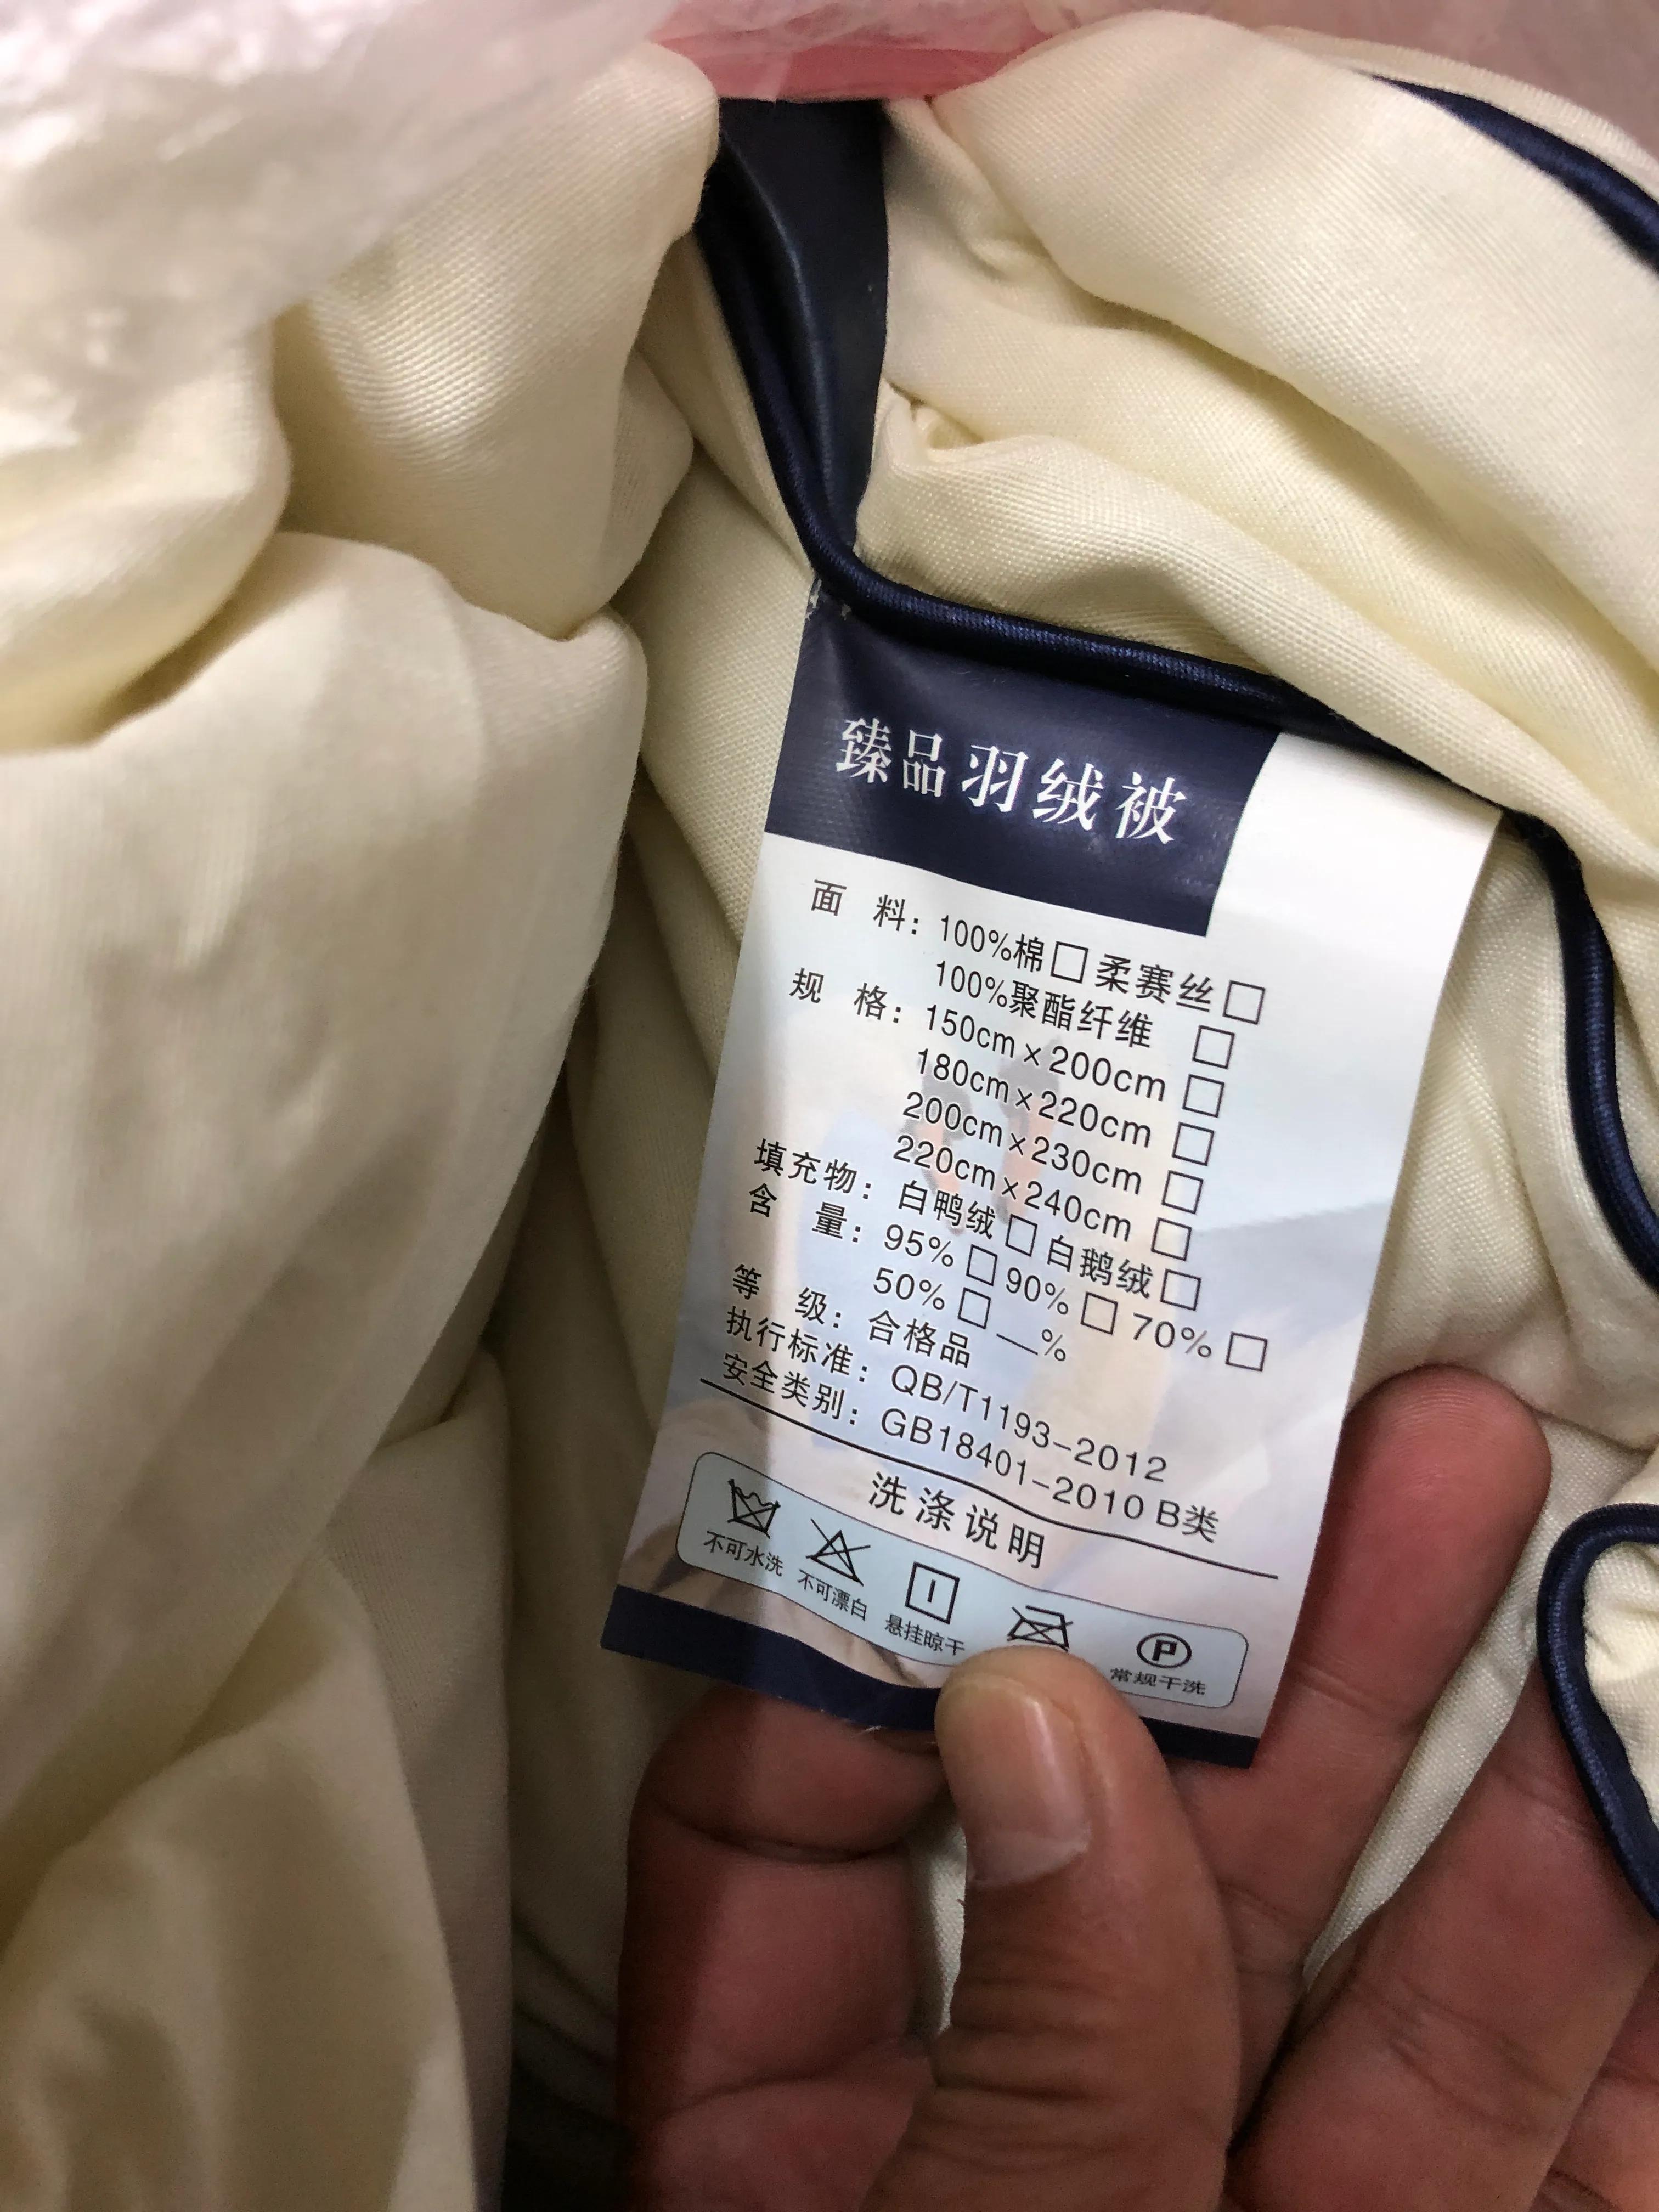 臻品羽绒被
面 料：100%棉□柔赛丝□
100%聚酯纤维 □
规 格：150cm×200cm □
180cm×220cm □
200cm×230cm □
220cm×240cm □
填充物：白鸭绒□白鹅绒□
含 量：95%□90%□70%□
50%□__%
等 级：合格品
执行标准：QB/T1193-2012
安全类别：GB18401-2010 B类
洗涤说明
P
不可水洗 不可漂白 悬挂晾干 常规干洗